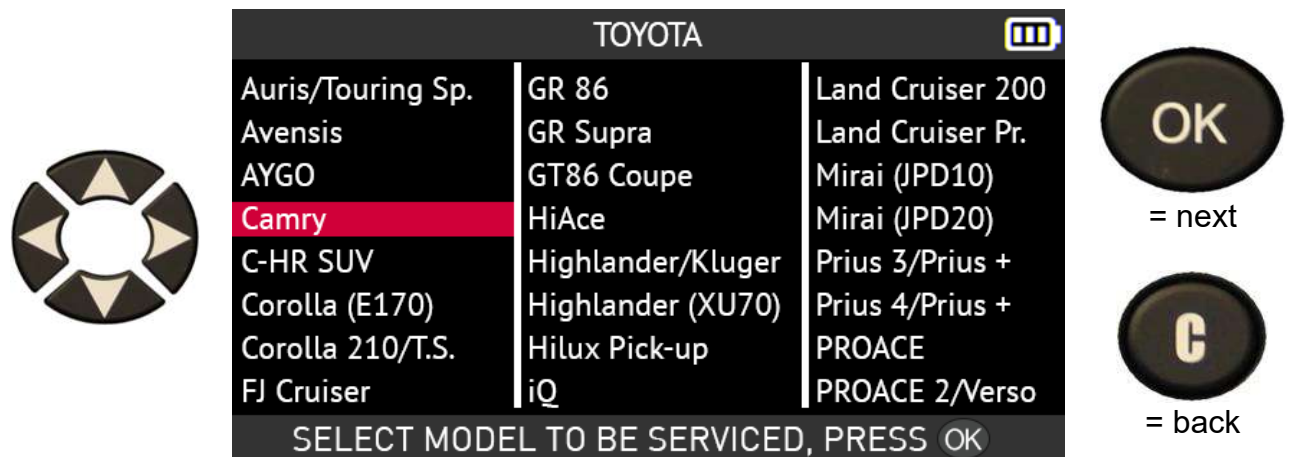 TOYOTA
Auris/Touring Sp.
Avensis
AYGO
Camry
C-HR SUV
Corolla (E170)
Corolla 210/T.S.
FJ Cruiser
GR 86
GR Supra
GT86 Coupe
HiAce
Highlander/Kluger
Highlander (XU70)
Hilux Pick-up
iQ
Land Cruiser 200
Land Cruiser Pr.
Mirai (JPD10)
Mirai (JPD20)
Prius 3/Prius +
Prius 4/Prius +
PROACE
PROACE 2/Verso
SELECT MODEL TO BE SERVICED, PRESS OK
OK
= next
C
= back